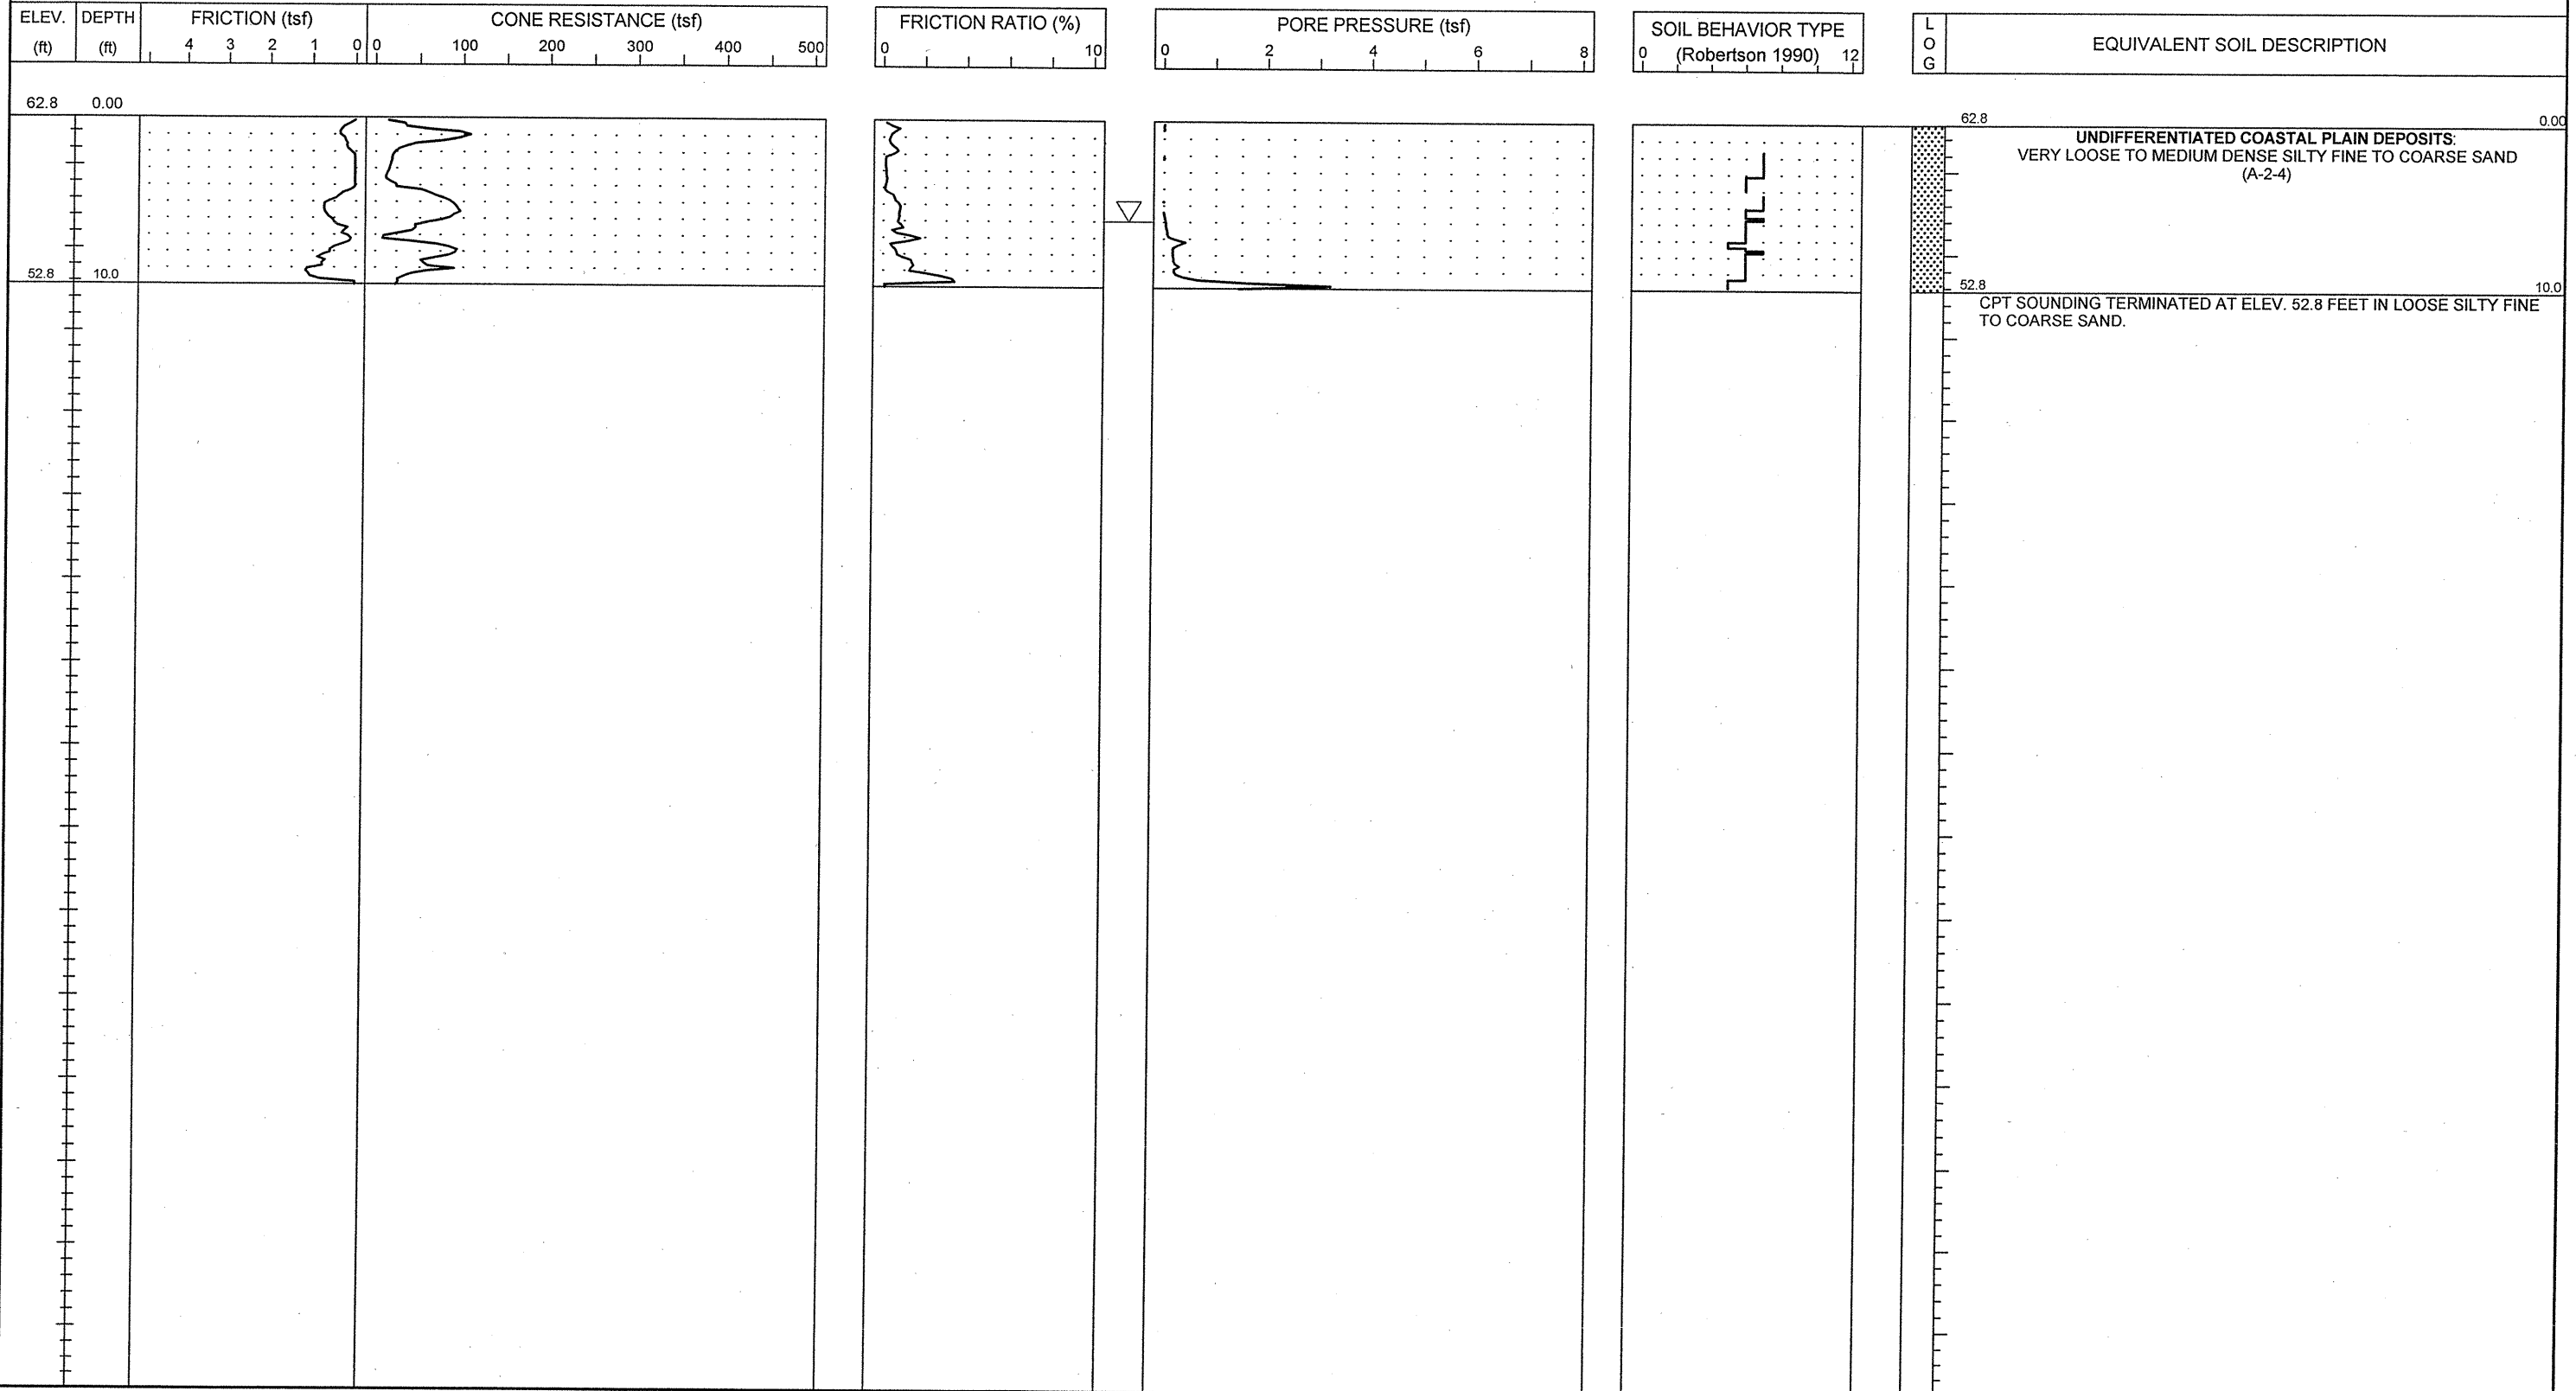 ELEV. DEPTH FRICTION (tsf) CONE RESISTANCE (tsf) FRICTION RATIO (%) PORE PRESSURE (tsf) SOIL BEHAVIOR TYPE LOG EQUIVALENT SOIL DESCRIPTION
(ft) (ft) 4 3 2 1 0 0 100 200 300 400 500 0 10 0 2 4 6 8 0 (Robertson 1990) 12
62.8 0.00
62.8 0.00
UNDIFFERENTIATED COASTAL PLAIN DEPOSITS:
VERY LOOSE TO MEDIUM DENSE SILTY FINE TO COARSE SAND
(A-2-4)
52.8 10.0
52.8 10.0
CPT SOUNDING TERMINATED AT ELEV. 52.8 FEET IN LOOSE SILTY FINE
TO COARSE SAND.